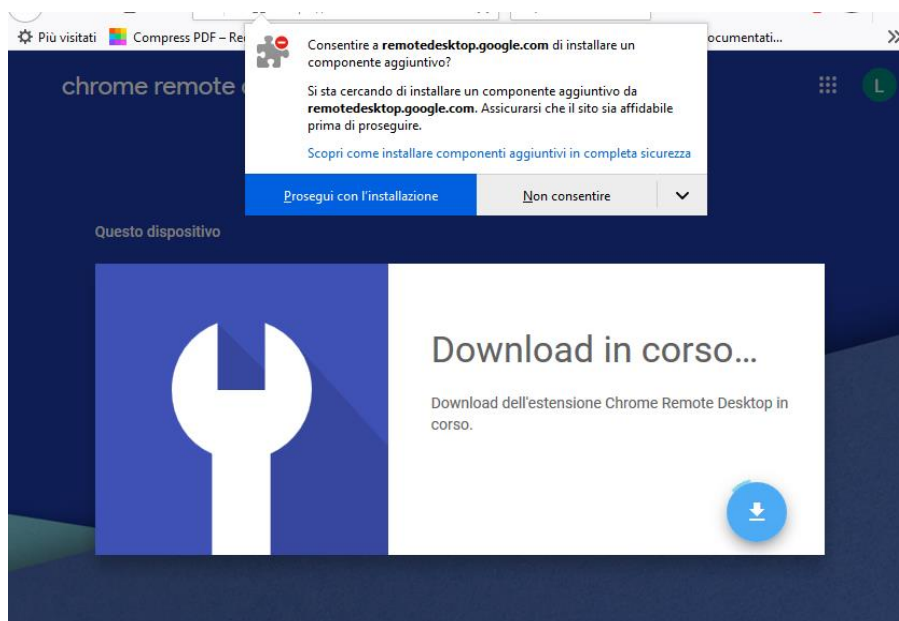 Più visitati Compress PDF – Re ocumentati...
Consentire a remotedesktop.google.com di installare un
componente aggiuntivo?
Si sta cercando di installare un componente aggiuntivo da
remotedesktop.google.com. Assicurarsi che il sito sia affidabile
prima di proseguire.
Scopri come installare componenti aggiuntivi in completa sicurezza
Prosegui con l'installazione Non consentire
chrome remote
L
Questo dispositivo
Download in corso...
Download dell'estensione Chrome Remote Desktop in
corso.